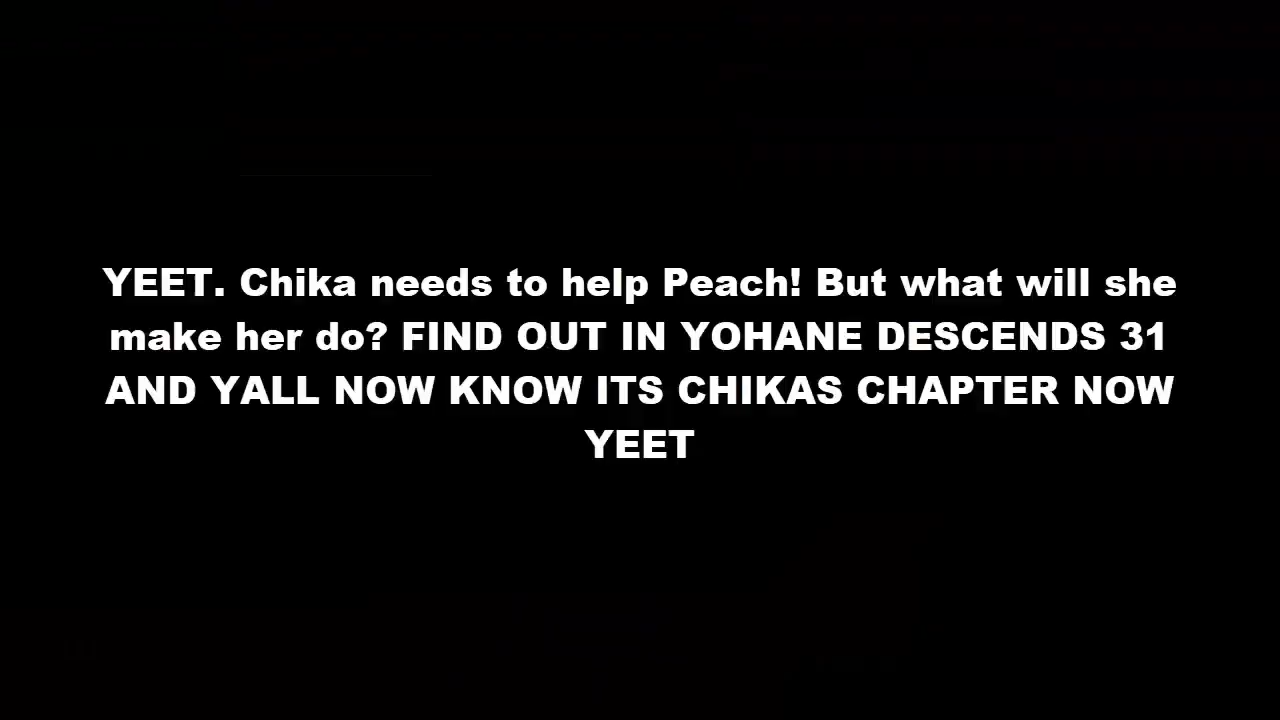 YEET. Chika needs to help Peach! But what will she
make her do? FIND OUT IN YOHANE DESCENDS 31
AND YALL NOW KNOW ITS CHIKAS CHAPTER NOW
YEET